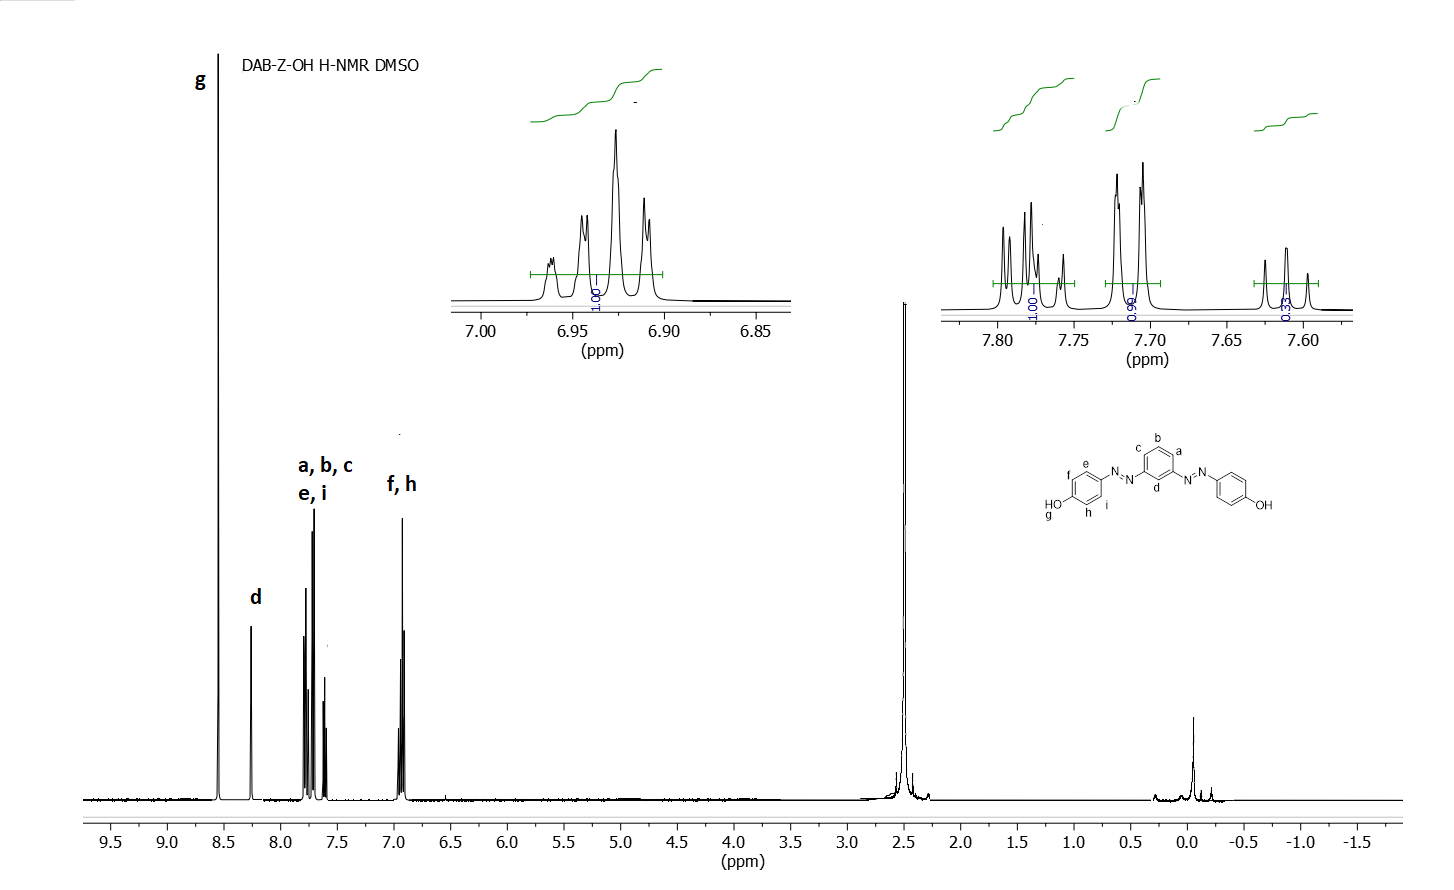 g
DAB-Z-OH H-NMR DMSO
1.00
7.00 6.95 6.90 6.85
(ppm)
1.00 0.99 0.33
7.80 7.75 7.70 7.65 7.60
(ppm)
a, b, c
e, i
f, h
d
b
c a
e N N
f N N
d
HO i OH
g h
9.5 9.0 8.5 8.0 7.5 7.0 6.5 6.0 5.5 5.0 4.5 4.0 3.5 3.0 2.5 2.0 1.5 1.0 0.5 0.0 -0.5 -1.0 -1.5
(ppm)